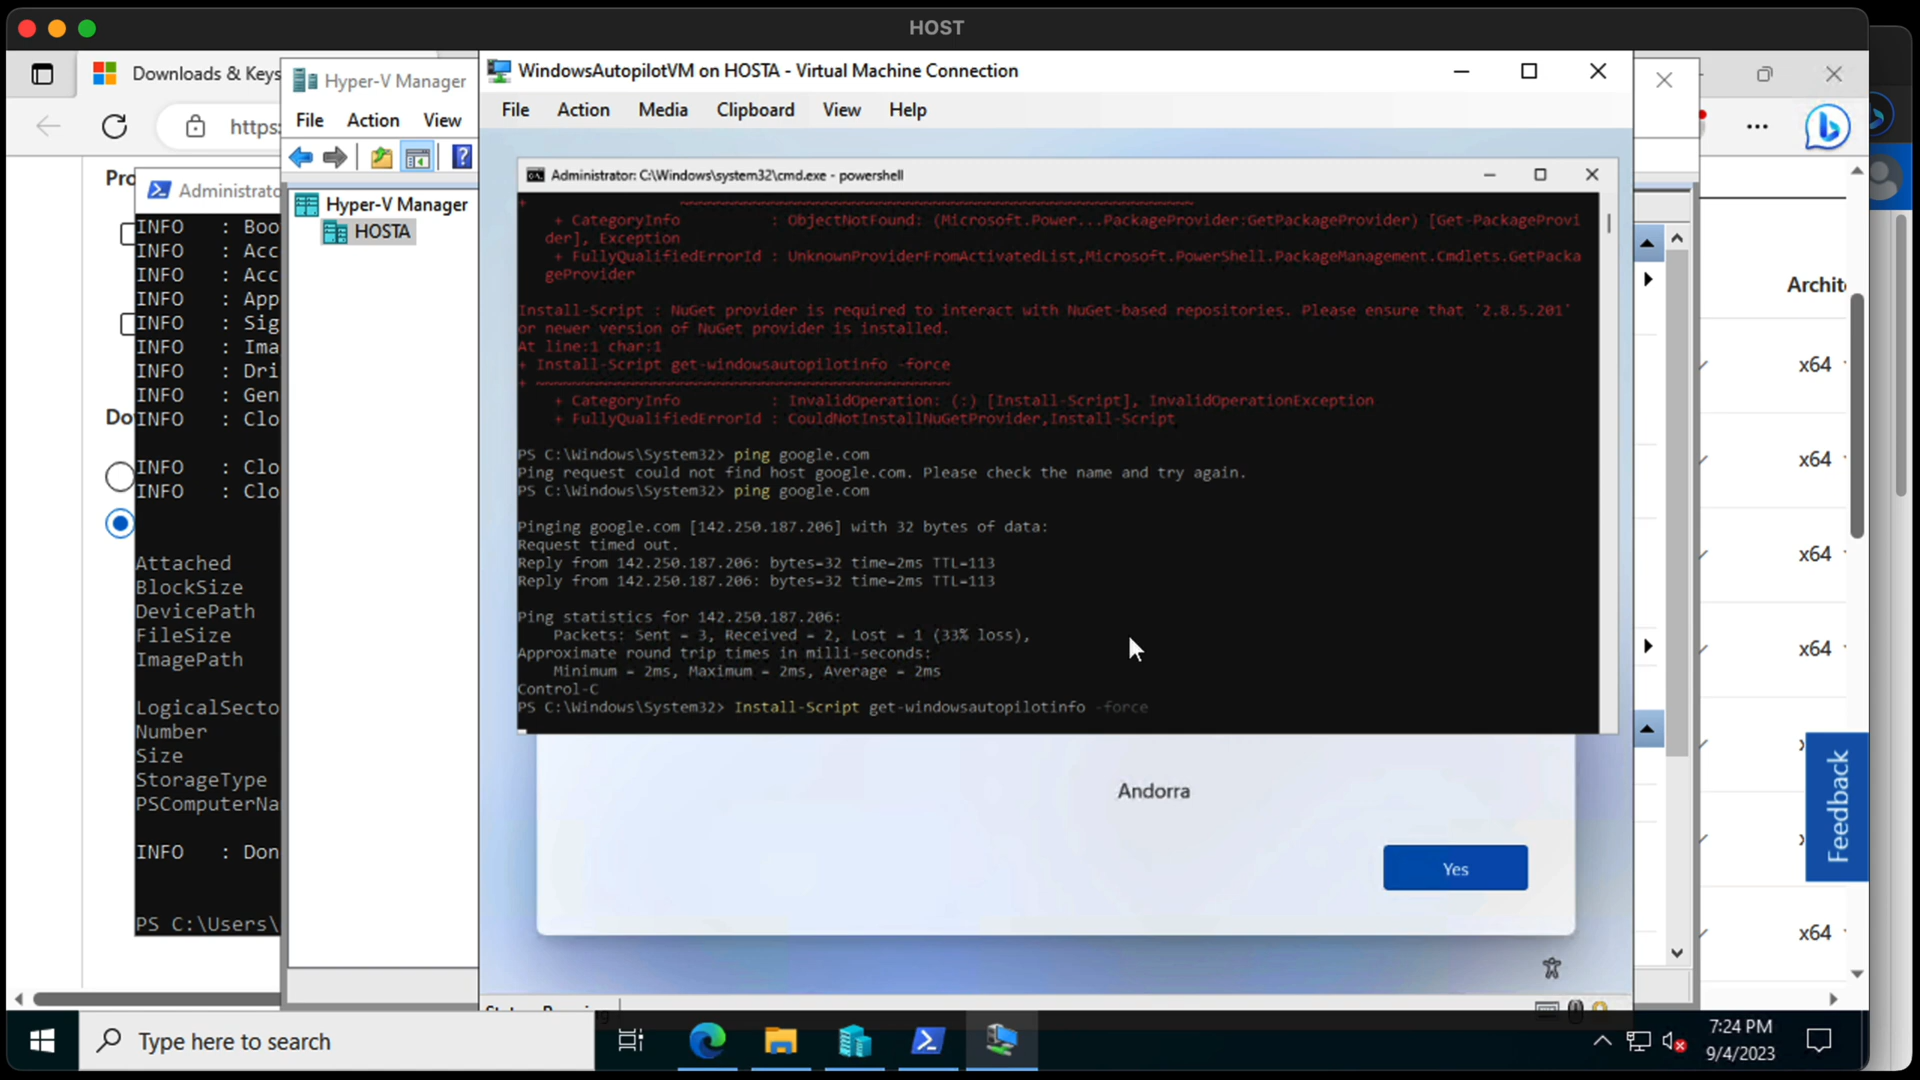 HOST
Downloads & Keys
https:
Pro
Do
Administrato
INFO : Boo
INFO : Acc
INFO : Acc
INFO : App
INFO : Sig
INFO : Ima
INFO : Dri
INFO : Gen
INFO : Clo
INFO : Clo
INFO : Clo
Attached
BlockSize
DevicePath
FileSize
ImagePath
LogicalSecto
Number
Size
StorageType
PSComputerNa
INFO : Don
PS C:\Users\
Hyper-V Manager
File Action View
Hyper-V Manager
HOSTA
WindowsAutopilotVM on HOSTA - Virtual Machine Connection
File Action Media Clipboard View Help
Administrator: C:\Windows\system32\cmd.exe - powershell
+ ~~~~~~~~~~~~~~~~~~~~~~~~~~~~~~~~~~~~~~~~~~~~~~~~~~~~~~~~~
+ CategoryInfo : ObjectNotFound: (Microsoft.Power...PackageProvider:GetPackageProvider) [Get-PackageProvi
der], Exception
+ FullyQualifiedErrorId : UnknownProviderFromActivatedList,Microsoft.PowerShell.PackageManagement.Cmdlets.GetPacka
geProvider
Install-Script : NuGet provider is required to interact with NuGet-based repositories. Please ensure that '2.8.5.201'
or newer version of NuGet provider is installed.
At line:1 char:1
+ Install-Script get-windowsautopilotinfo -force
+ ~~~~~~~~~~~~~~~~~~~~~~~~~~~~~~~~~~~~~~~~~~~~~~
+ CategoryInfo : InvalidOperation: (:) [Install-Script], InvalidOperationException
+ FullyQualifiedErrorId : CouldNotInstallNuGetProvider,Install-Script
PS C:\Windows\System32> ping google.com
Ping request could not find host google.com. Please check the name and try again.
PS C:\Windows\System32> ping google.com
Pinging google.com [142.250.187.206] with 32 bytes of data:
Request timed out.
Reply from 142.250.187.206: bytes=32 time=2ms TTL=113
Reply from 142.250.187.206: bytes=32 time=2ms TTL=113
Ping statistics for 142.250.187.206:
Packets: Sent = 3, Received = 2, Lost = 1 (33% loss),
Approximate round trip times in milli-seconds:
Minimum = 2ms, Maximum = 2ms, Average = 2ms
Control-C
PS C:\Windows\System32> Install-Script get-windowsautopilotinfo -force
Andorra
Yes
Archit
x64
x64
x64
x64
x64
Feedback
Type here to search
7:24 PM
9/4/2023